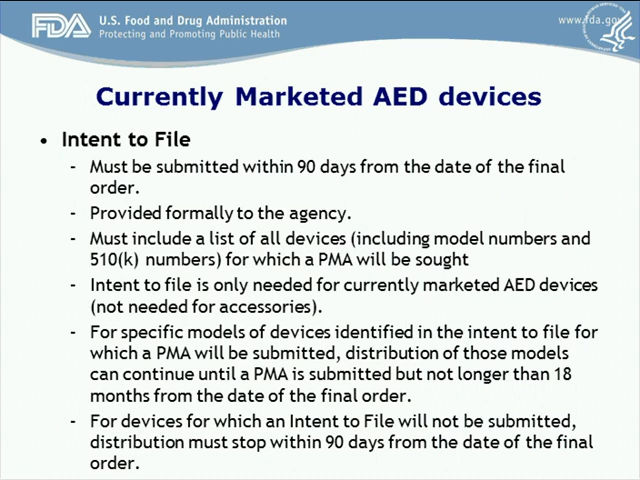 FDA U.S. Food and Drug Administration www.fda.gov
Protecting and Promoting Public Health
Currently Marketed AED devices
• Intent to File
- Must be submitted within 90 days from the date of the final
order.
- Provided formally to the agency.
- Must include a list of all devices (including model numbers and
510(k) numbers) for which a PMA will be sought
- Intent to file is only needed for currently marketed AED devices
(not needed for accessories).
- For specific models of devices identified in the intent to file for
which a PMA will be submitted, distribution of those models
can continue until a PMA is submitted but not longer than 18
months from the date of the final order.
- For devices for which an Intent to File will not be submitted,
distribution must stop within 90 days from the date of the final
order.